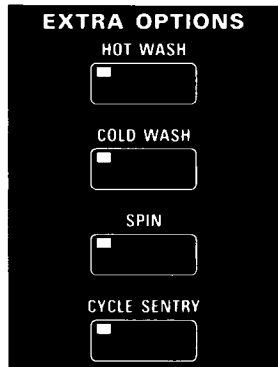 EXTRA OPTIONS
HOT WASH
COLD WASH
SPIN
CYCLE SENTRY